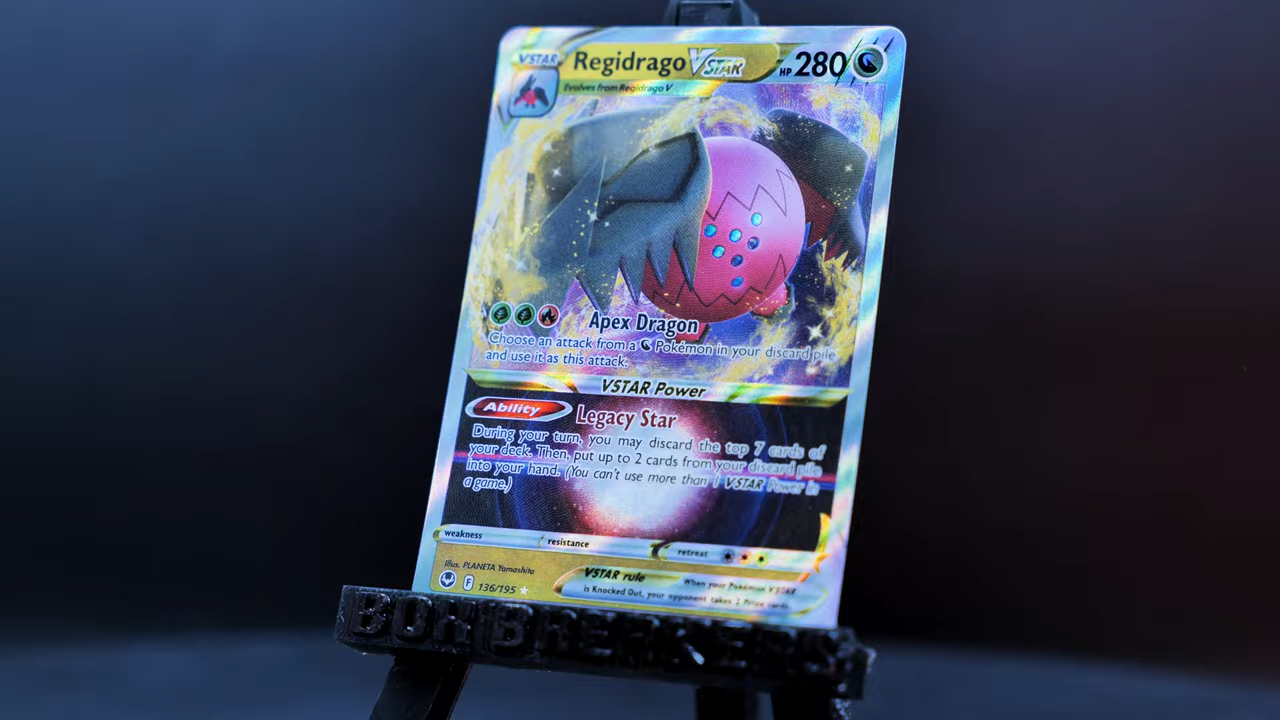 VSTAR Regidrago VSTAR HP 280
Evolves from Regidrago V
Apex Dragon
Choose an attack from a Pokémon in your discard pile
and use it as this attack.
VSTAR Power
Ability Legacy Star
During your turn, you may discard the top 7 cards of
your deck. Then, put up to 2 cards from your discard pile
into your hand. (You can't use more than 1 VSTAR Power in
a game.)
weakness resistance retreat
Illus. PLANETA Yamashita
F 136/195
VSTAR rule When your Pokémon VSTAR
is Knocked Out, your opponent takes 2 Prize cards.